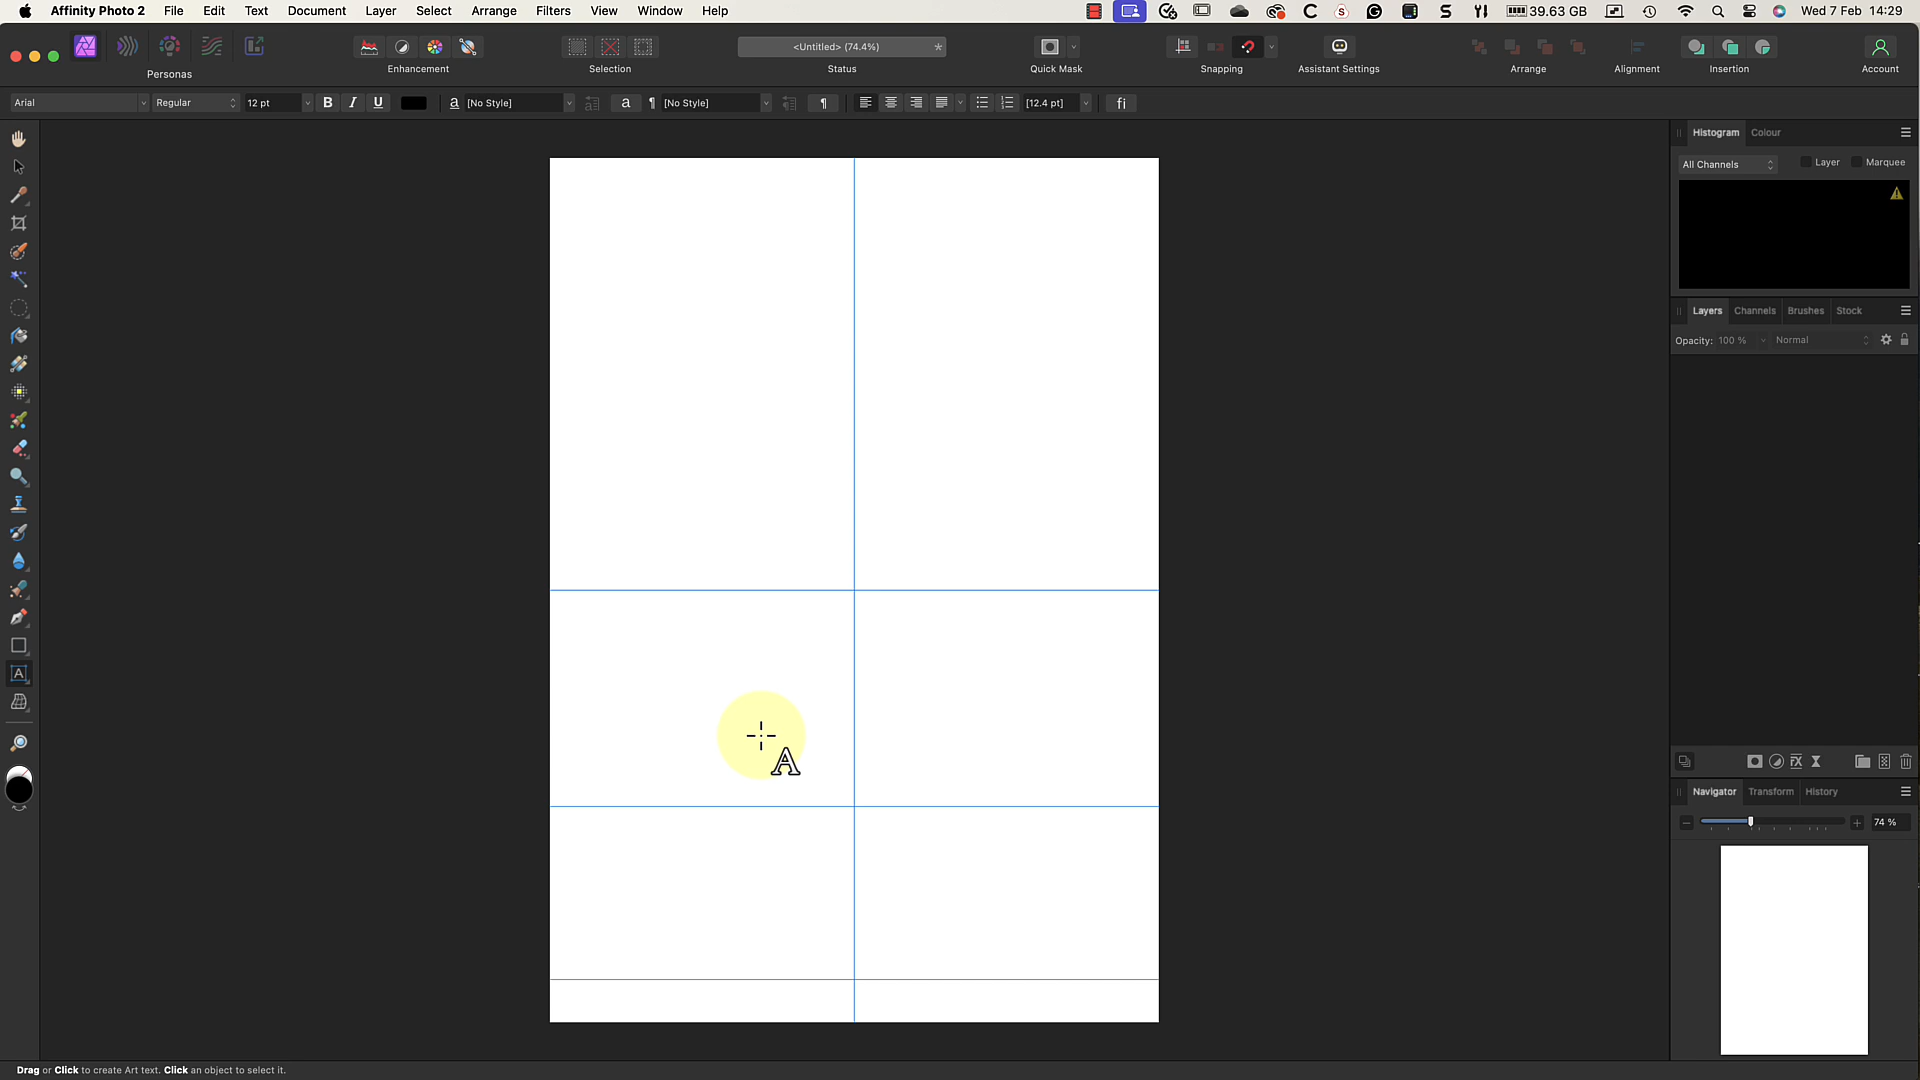 Affinity Photo 2 File Edit Text Document Layer Select Arrange Filters View Window Help 39.63 GB Wed 7 Feb 14:29
<Untitled> (74.4%) *
Personas Enhancement Selection Status Quick Mask Snapping Assistant Settings Arrange Alignment Insertion Account
Arial Regular 12 pt B I U a [No Style] a ¶ [No Style] ¶ [12.4 pt] fi
Histogram Colour
All Channels Layer Marquee
Layers Channels Brushes Stock
Opacity: 100 % Normal
A
A
fx
Navigator Transform History
74 %
Drag or Click to create Art text. Click an object to select it.